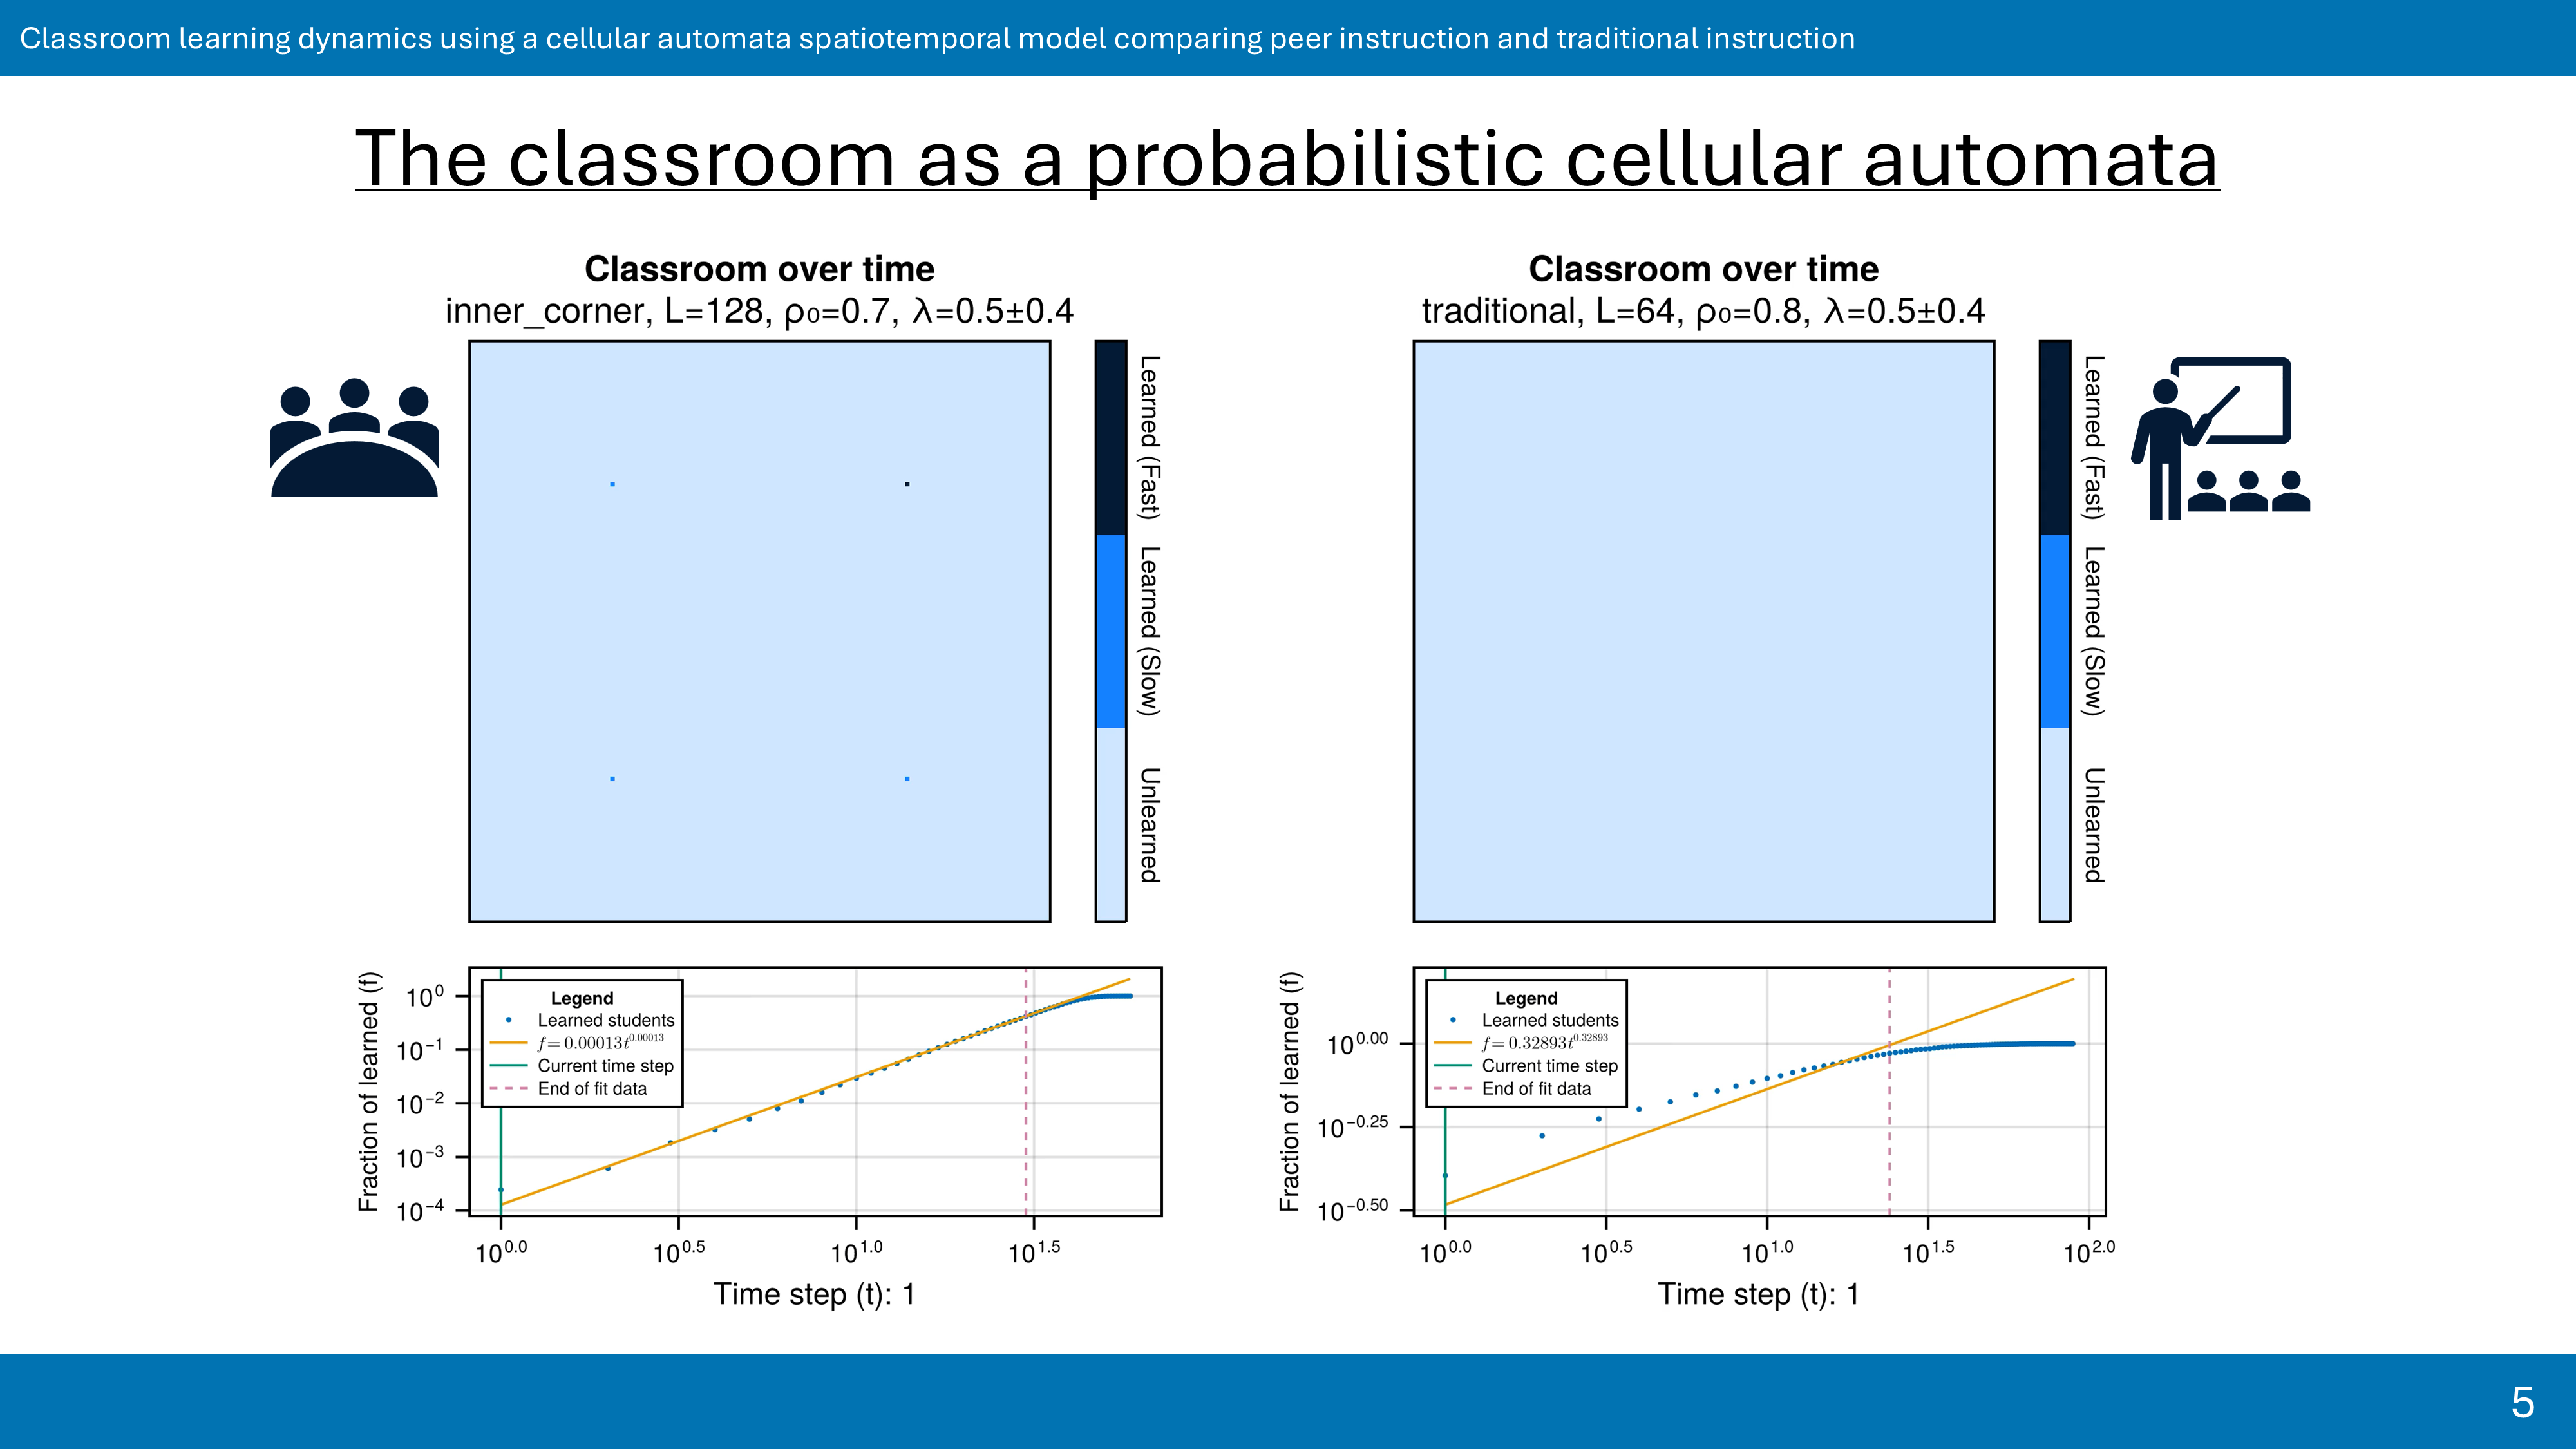 Classroom learning dynamics using a cellular automata spatiotemporal model comparing peer instruction and traditional instruction
The classroom as a probabilistic cellular automata
Classroom over time
inner_corner, L=128, ρ₀=0.7, λ=0.5±0.4
Learned (Fast)
Learned (Slow)
Unlearned
Fraction of learned (f)
10^0
10^-1
10^-2
10^-3
10^-4
Legend
Learned students
f = 0.00013t^0.00013
Current time step
End of fit data
10^0.0
10^0.5
10^1.0
10^1.5
Time step (t): 1
Classroom over time
traditional, L=64, ρ₀=0.8, λ=0.5±0.4
Learned (Fast)
Learned (Slow)
Unlearned
Fraction of learned (f)
10^0.00
10^-0.25
10^-0.50
Legend
Learned students
f = 0.32893t^0.32893
Current time step
End of fit data
10^0.0
10^0.5
10^1.0
10^1.5
10^2.0
Time step (t): 1
5